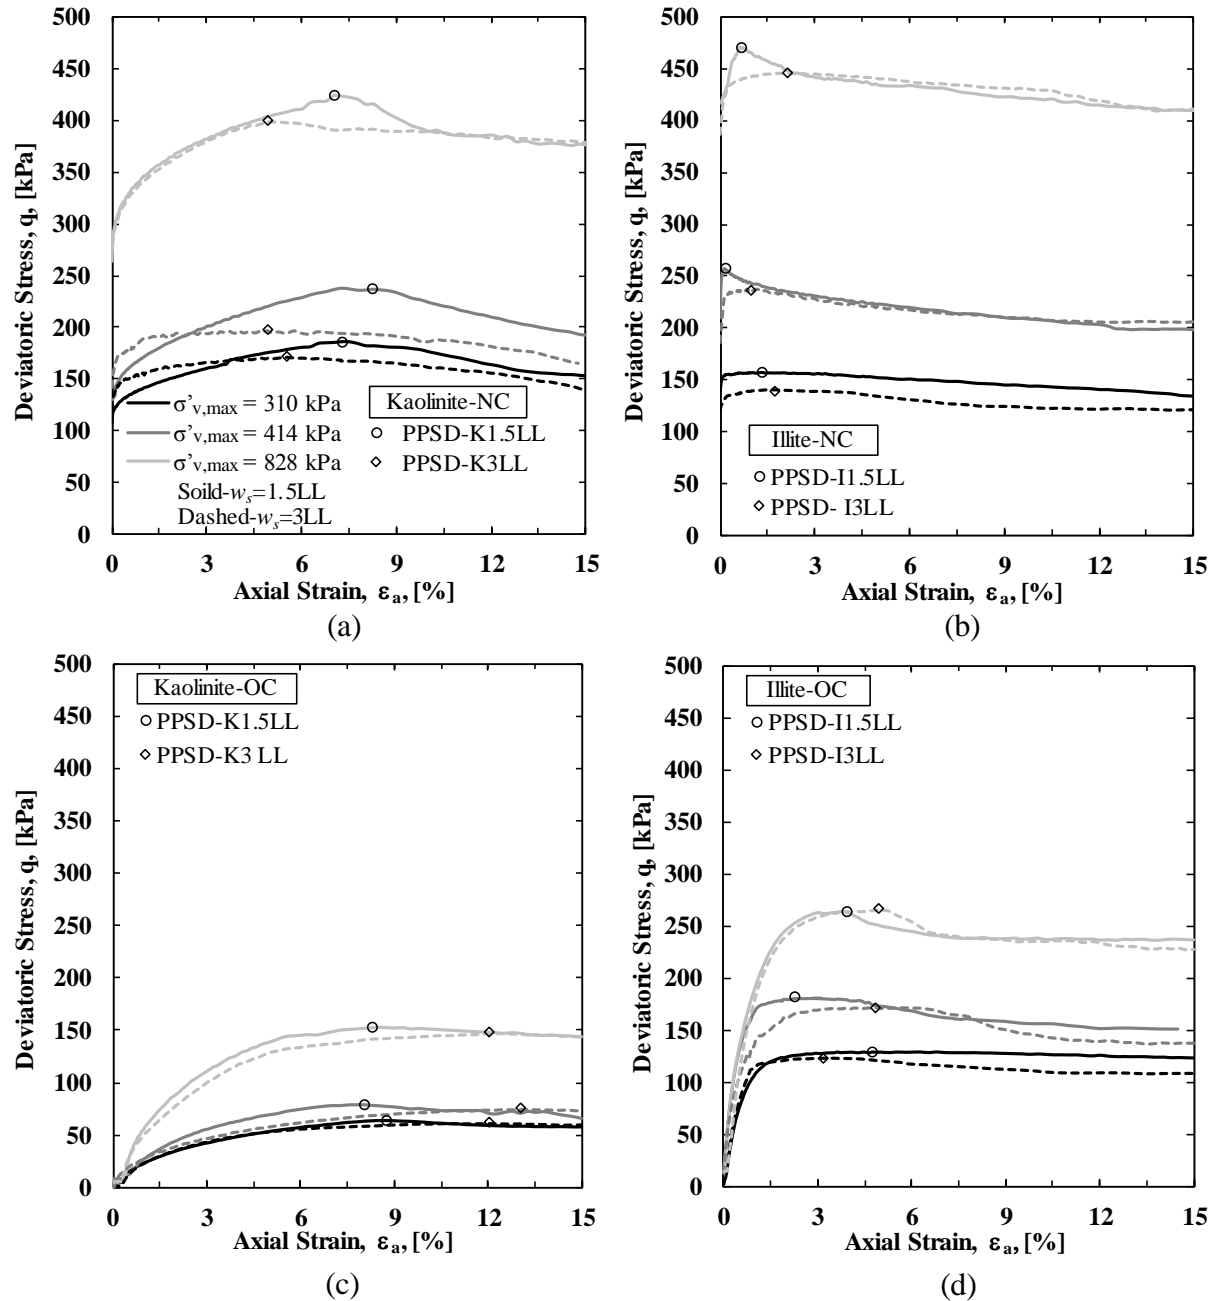 500
450
400
350
300
250
200
150
100
50
0
Deviatoric Stress, q, [kPa]
σ'v,max = 310 kPa
σ'v,max = 414 kPa
σ'v,max = 828 kPa
Soild-ws=1.5LL
Dashed-ws=3LL
Kaolinite-NC
PPSD-K1.5LL
PPSD-K3LL
0 3 6 9 12 15
Axial Strain, εa, [%]
(a)
500
450
400
350
300
250
200
150
100
50
0
Deviatoric Stress, q, [kPa]
Illite-NC
PPSD-I1.5LL
PPSD- I3LL
0 3 6 9 12 15
Axial Strain, εa, [%]
(b)
500
450
400
350
300
250
200
150
100
50
0
Deviatoric Stress, q, [kPa]
Kaolinite-OC
PPSD-K1.5LL
PPSD-K3 LL
0 3 6 9 12 15
Axial Strain, εa, [%]
(c)
500
450
400
350
300
250
200
150
100
50
0
Deviatoric Stress, q, [kPa]
Illite-OC
PPSD-I1.5LL
PPSD-I3LL
0 3 6 9 12 15
Axial Strain, εa, [%]
(d)